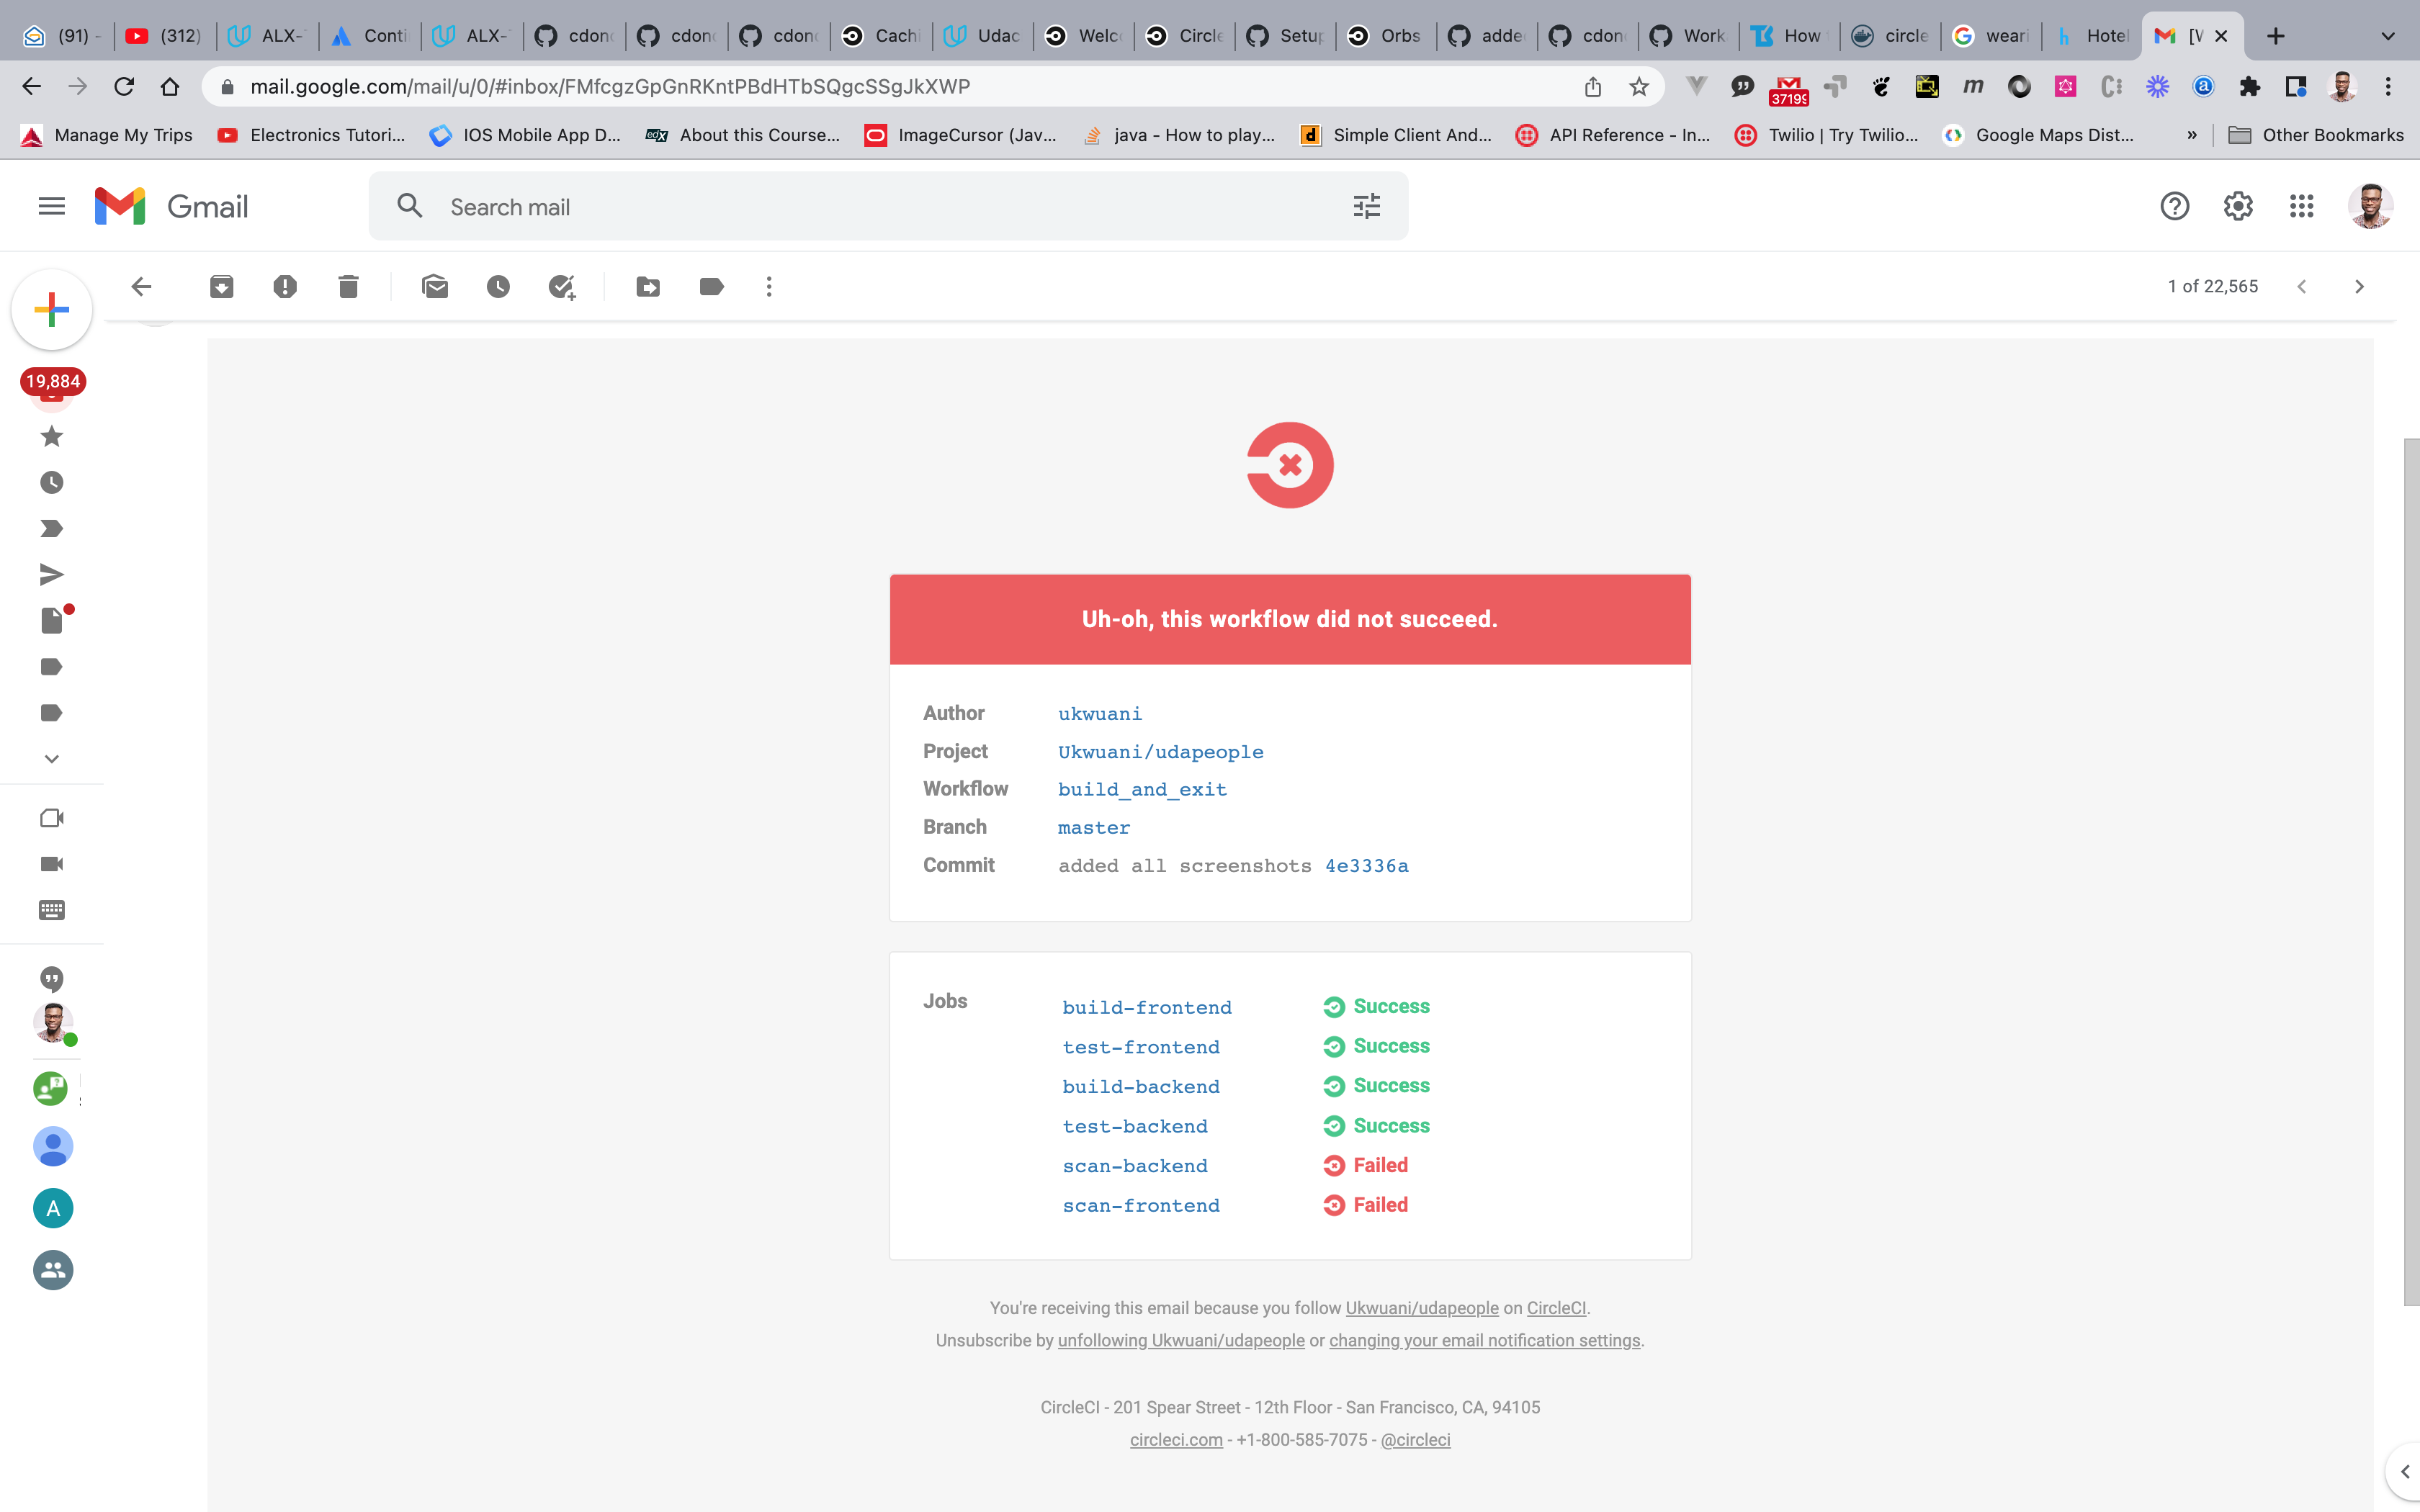 (91) -
(312)
ALX-
Conti
ALX-
cdon
cdon
cdon
Cachi
Udac
Welc
Circle
Setup
Orbs
adde
cdon
Work
How
circle
weari
Hotel
mail.google.com/mail/u/0/#inbox/FMfcgzGpGnRKntPBdHTbSQgcSSgJkXWP
37199
Manage My Trips
Electronics Tutori...
IOS Mobile App D...
edX About this Course...
ImageCursor (Jav...
java - How to play...
Simple Client And...
API Reference - In...
Twilio | Try Twilio...
Google Maps Dist...
»
Other Bookmarks
Gmail
Search mail
1 of 22,565
19,884
Uh-oh, this workflow did not succeed.
Author ukwuani
Project Ukwuani/udapeople
Workflow build_and_exit
Branch master
Commit added all screenshots 4e3336a
Jobs
build-frontend Success
test-frontend Success
build-backend Success
test-backend Success
scan-backend Failed
scan-frontend Failed
A
You're receiving this email because you follow Ukwuani/udapeople on CircleCI.
Unsubscribe by unfollowing Ukwuani/udapeople or changing your email notification settings.
CircleCI - 201 Spear Street - 12th Floor - San Francisco, CA, 94105
circleci.com - +1-800-585-7075 - @circleci